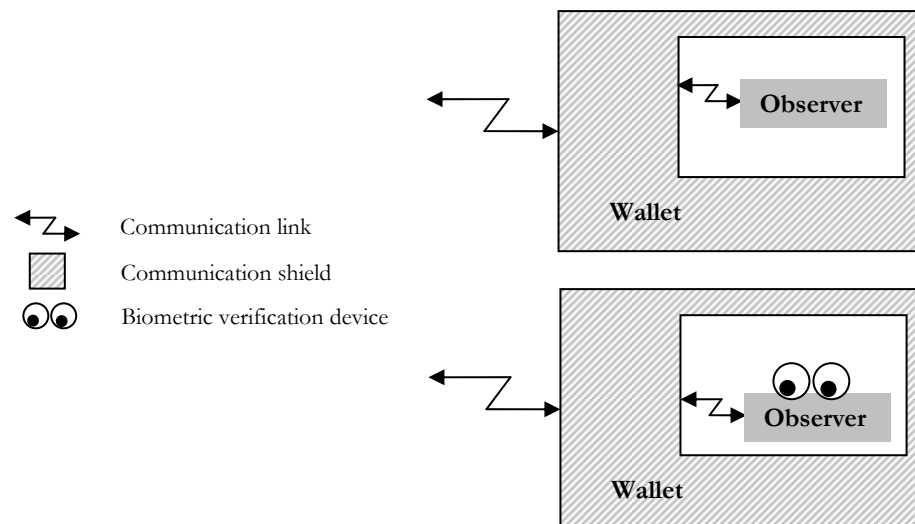 Observer
Wallet
Communication link
Communication shield
Biometric verification device
Observer
Wallet